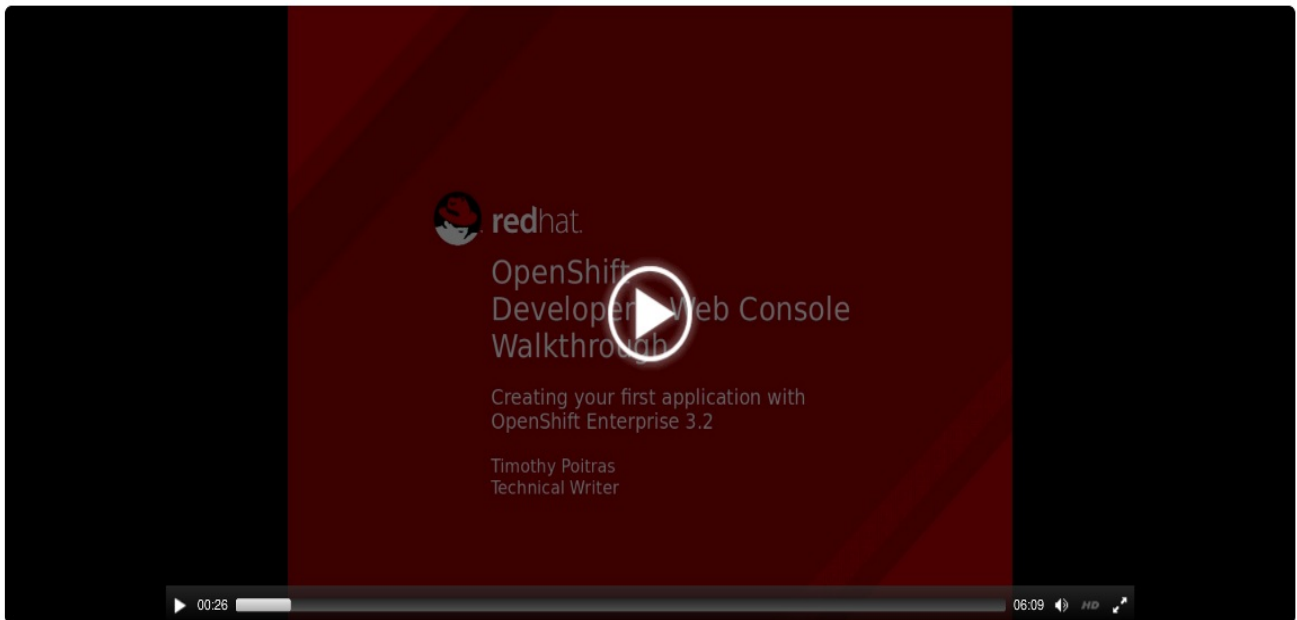 redhat.
OpenShift
Developer Web Console
Walkthrough
Creating your first application with
OpenShift Enterprise 3.2
Timothy Poitras
Technical Writer
00:26
06:09
HD